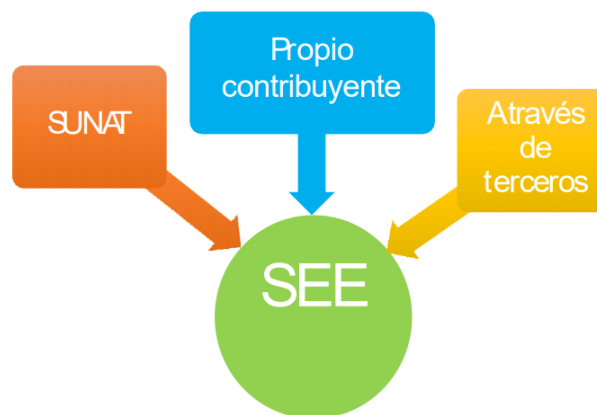 SUNAT
Propio
contribuyente
Através
de
terceros
SEE